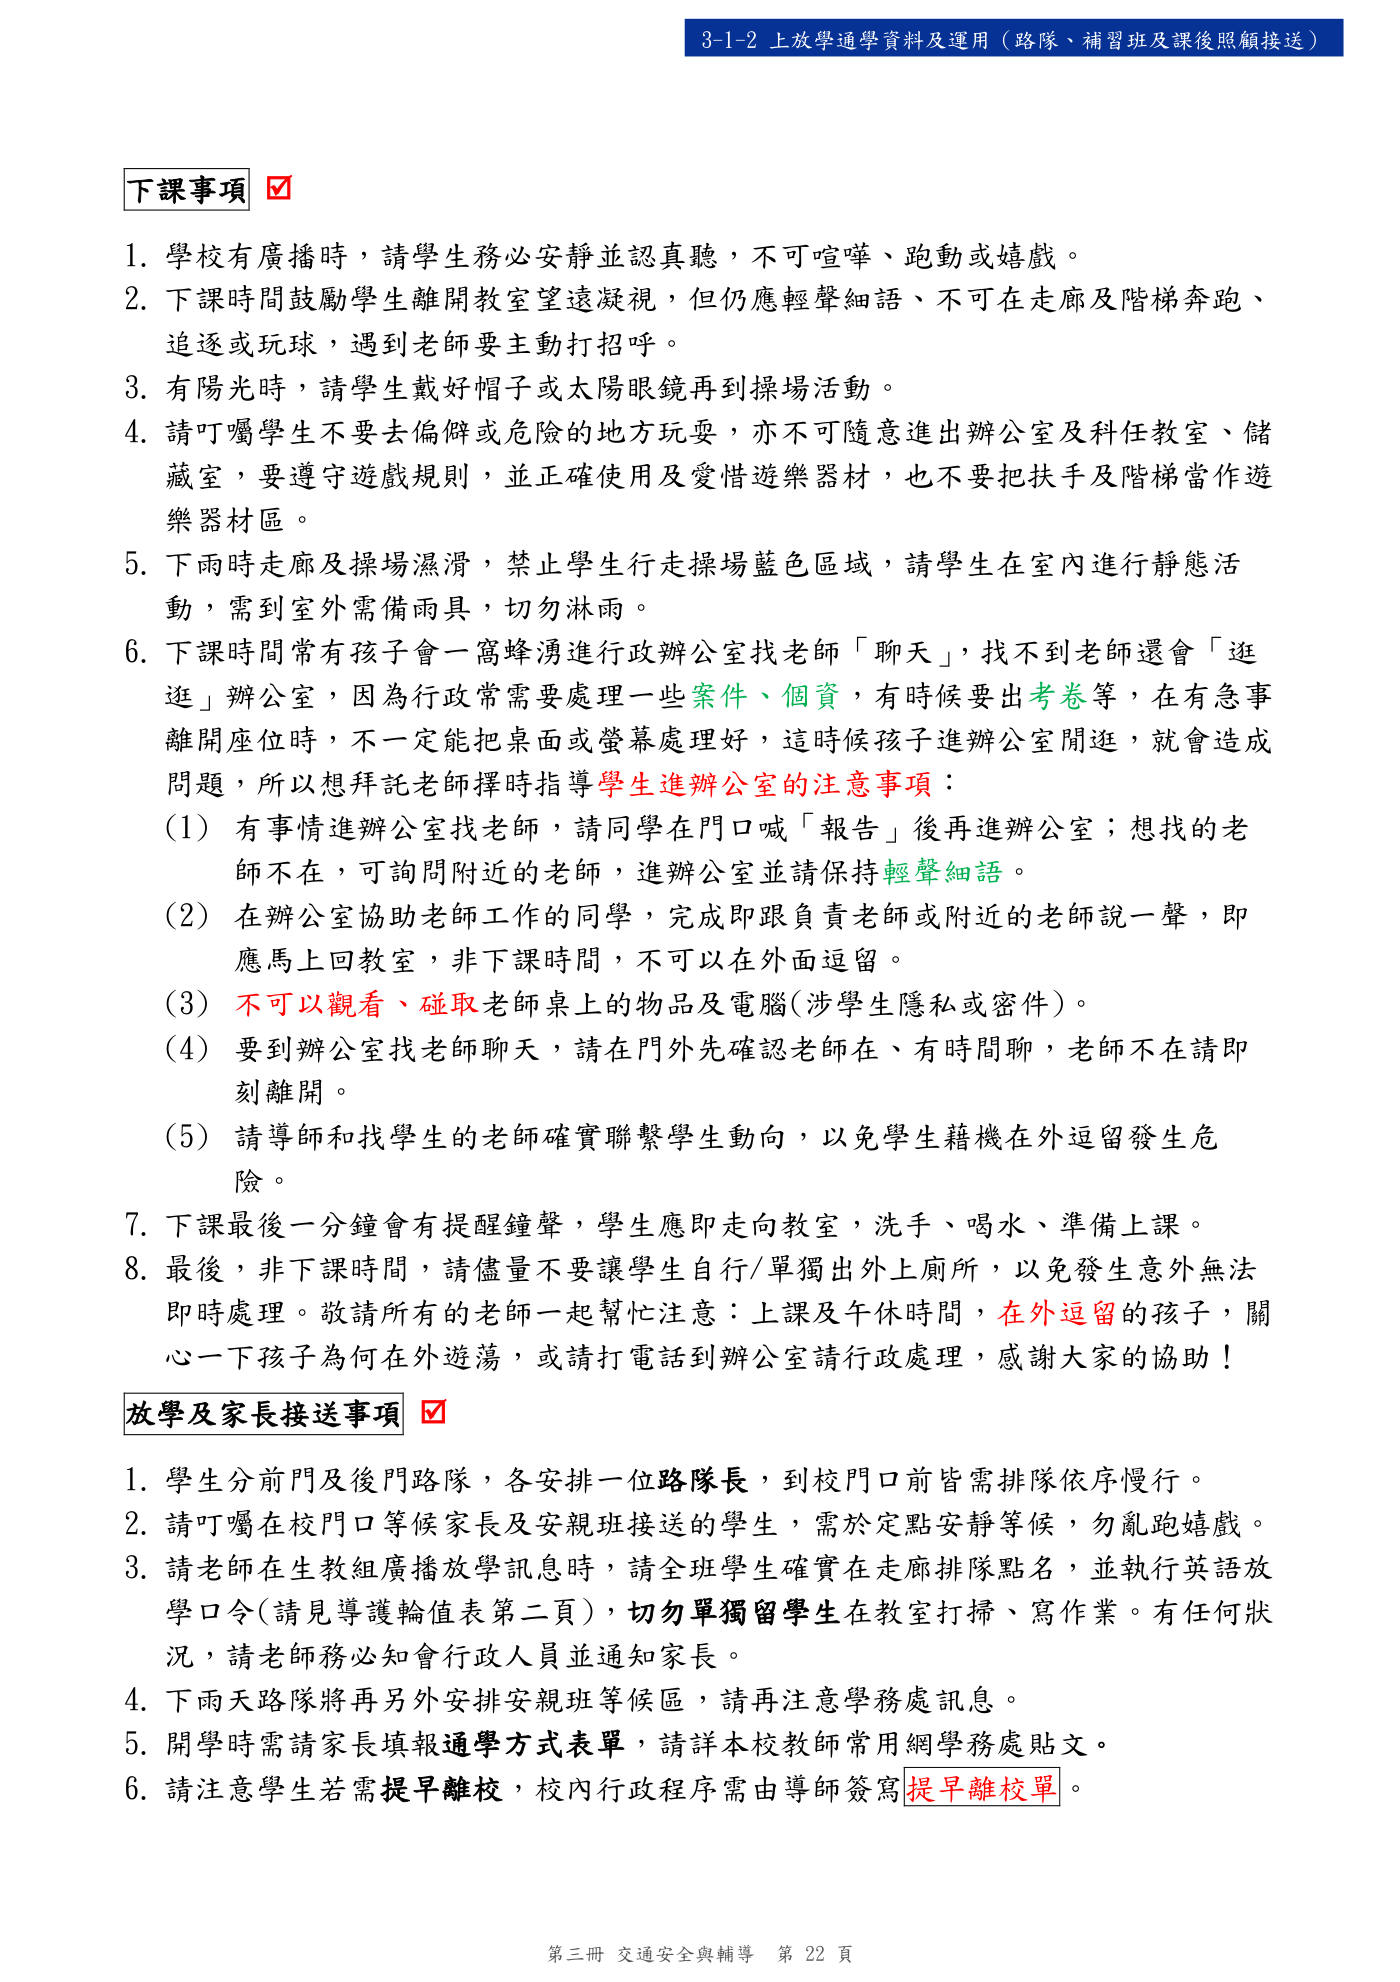 3-1-2 上放學通學資料及運用（路隊、補習班及課後照顧接送）
下課事項 ☑
1. 學校有廣播時，請學生務必安靜並認真聽，不可喧嘩、跑動或嬉戲。
2. 下課時間鼓勵學生離開教室望遠凝視，但仍應輕聲細語、不可在走廊及階梯奔跑、
追逐或玩球，遇到老師要主動打招呼。
3. 有陽光時，請學生戴好帽子或太陽眼鏡再到操場活動。
4. 請叮囑學生不要去偏僻或危險的地方玩耍，亦不可隨意進出辦公室及科任教室、儲
藏室，要遵守遊戲規則，並正確使用及愛惜遊樂器材，也不要把扶手及階梯當作遊
樂器材區。
5. 下雨時走廊及操場濕滑，禁止學生行走操場藍色區域，請學生在室內進行靜態活
動，需到室外需備雨具，切勿淋雨。
6. 下課時間常有孩子會一窩蜂湧進行政辦公室找老師「聊天」，找不到老師還會「逛
逛」辦公室，因為行政常需要處理一些案件、個資，有時候要出考卷等，在有急事
離開座位時，不一定能把桌面或螢幕處理好，這時候孩子進辦公室閒逛，就會造成
問題，所以想拜託老師擇時指導學生進辦公室的注意事項：
(1) 有事情進辦公室找老師，請同學在門口喊「報告」後再進辦公室；想找的老
師不在，可詢問附近的老師，進辦公室並請保持輕聲細語。
(2) 在辦公室協助老師工作的同學，完成即跟負責老師或附近的老師說一聲，即
應馬上回教室，非下課時間，不可以在外面逗留。
(3) 不可以觀看、碰取老師桌上的物品及電腦(涉學生隱私或密件)。
(4) 要到辦公室找老師聊天，請在門外先確認老師在、有時間聊，老師不在請即
刻離開。
(5) 請導師和找學生的老師確實聯繫學生動向，以免學生藉機在外逗留發生危
險。
7. 下課最後一分鐘會有提醒鐘聲，學生應即走向教室，洗手、喝水、準備上課。
8. 最後，非下課時間，請儘量不要讓學生自行/單獨出外上廁所，以免發生意外無法
即時處理。敬請所有的老師一起幫忙注意：上課及午休時間，在外逗留的孩子，關
心一下孩子為何在外遊蕩，或請打電話到辦公室請行政處理，感謝大家的協助！
放學及家長接送事項 ☑
1. 學生分前門及後門路隊，各安排一位路隊長，到校門口前皆需排隊依序慢行。
2. 請叮囑在校門口等候家長及安親班接送的學生，需於定點安靜等候，勿亂跑嬉戲。
3. 請老師在生教組廣播放學訊息時，請全班學生確實在走廊排隊點名，並執行英語放
學口令(請見導護輪值表第二頁)，切勿單獨留學生在教室打掃、寫作業。有任何狀
況，請老師務必知會行政人員並通知家長。
4. 下雨天路隊將再另外安排安親班等候區，請再注意學務處訊息。
5. 開學時需請家長填報通學方式表單，請詳本校教師常用網學務處貼文。
6. 請注意學生若需提早離校，校內行政程序需由導師簽寫提早離校單。
第三冊 交通安全與輔導 第 22 頁